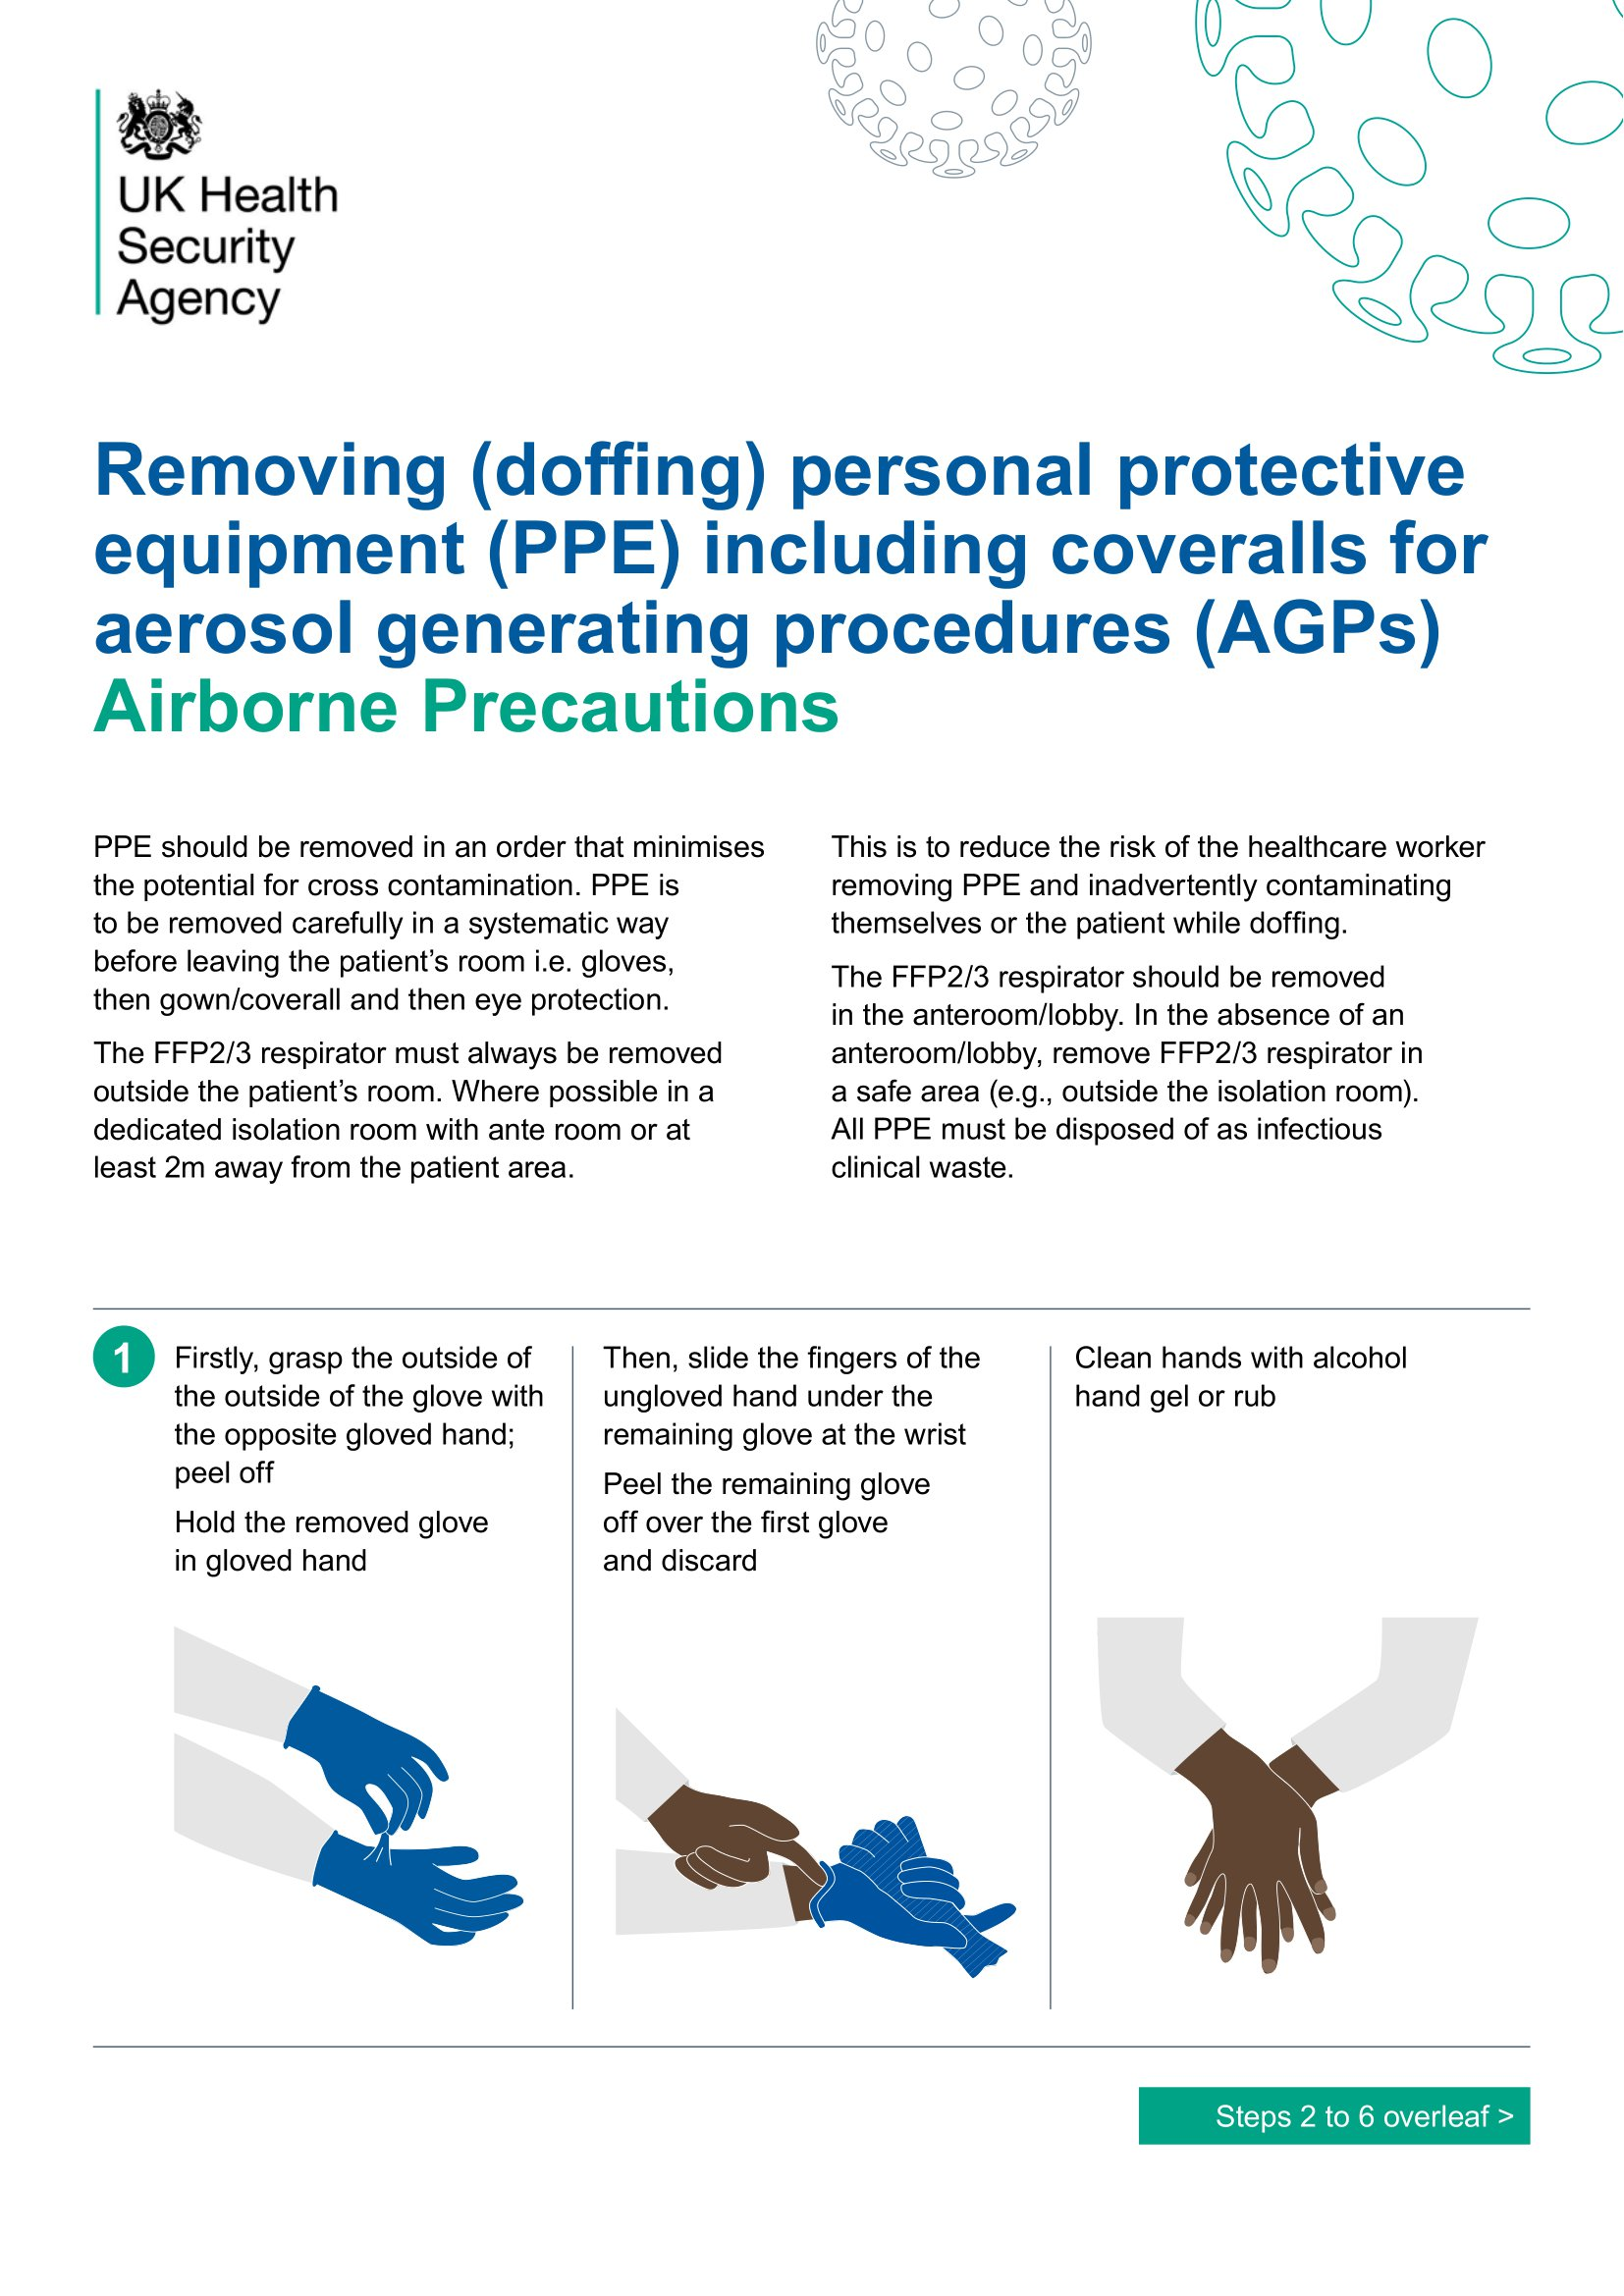 UK Health
Security
Agency
Removing (doffing) personal protective
equipment (PPE) including coveralls for
aerosol generating procedures (AGPs)
Airborne Precautions
PPE should be removed in an order that minimises
the potential for cross contamination. PPE is
to be removed carefully in a systematic way
before leaving the patient’s room i.e. gloves,
then gown/coverall and then eye protection.
The FFP2/3 respirator must always be removed
outside the patient’s room. Where possible in a
dedicated isolation room with ante room or at
least 2m away from the patient area.
This is to reduce the risk of the healthcare worker
removing PPE and inadvertently contaminating
themselves or the patient while doffing.
The FFP2/3 respirator should be removed
in the anteroom/lobby. In the absence of an
anteroom/lobby, remove FFP2/3 respirator in
a safe area (e.g., outside the isolation room).
All PPE must be disposed of as infectious
clinical waste.
1
Firstly, grasp the outside of
the outside of the glove with
the opposite gloved hand;
peel off
Hold the removed glove
in gloved hand
Then, slide the fingers of the
ungloved hand under the
remaining glove at the wrist
Peel the remaining glove
off over the first glove
and discard
Clean hands with alcohol
hand gel or rub
Steps 2 to 6 overleaf >